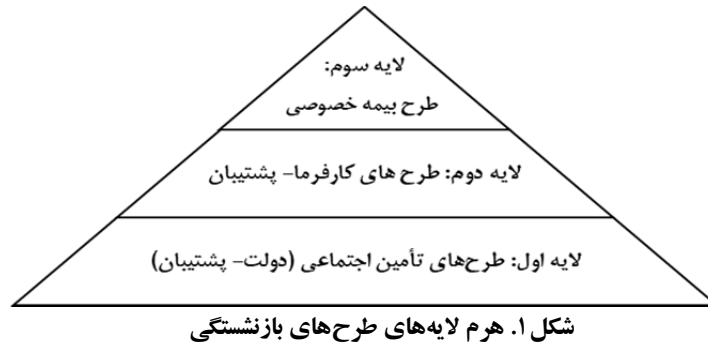 لایه سوم:
طرح بیمه خصوصی
لایه دوم: طرح های کارفرما- پشتیبان
لایه اول: طرح‌های تأمین اجتماعی (دولت- پشتیبان)
شکل ۱. هرم لایه‌های طرح‌های بازنشستگی